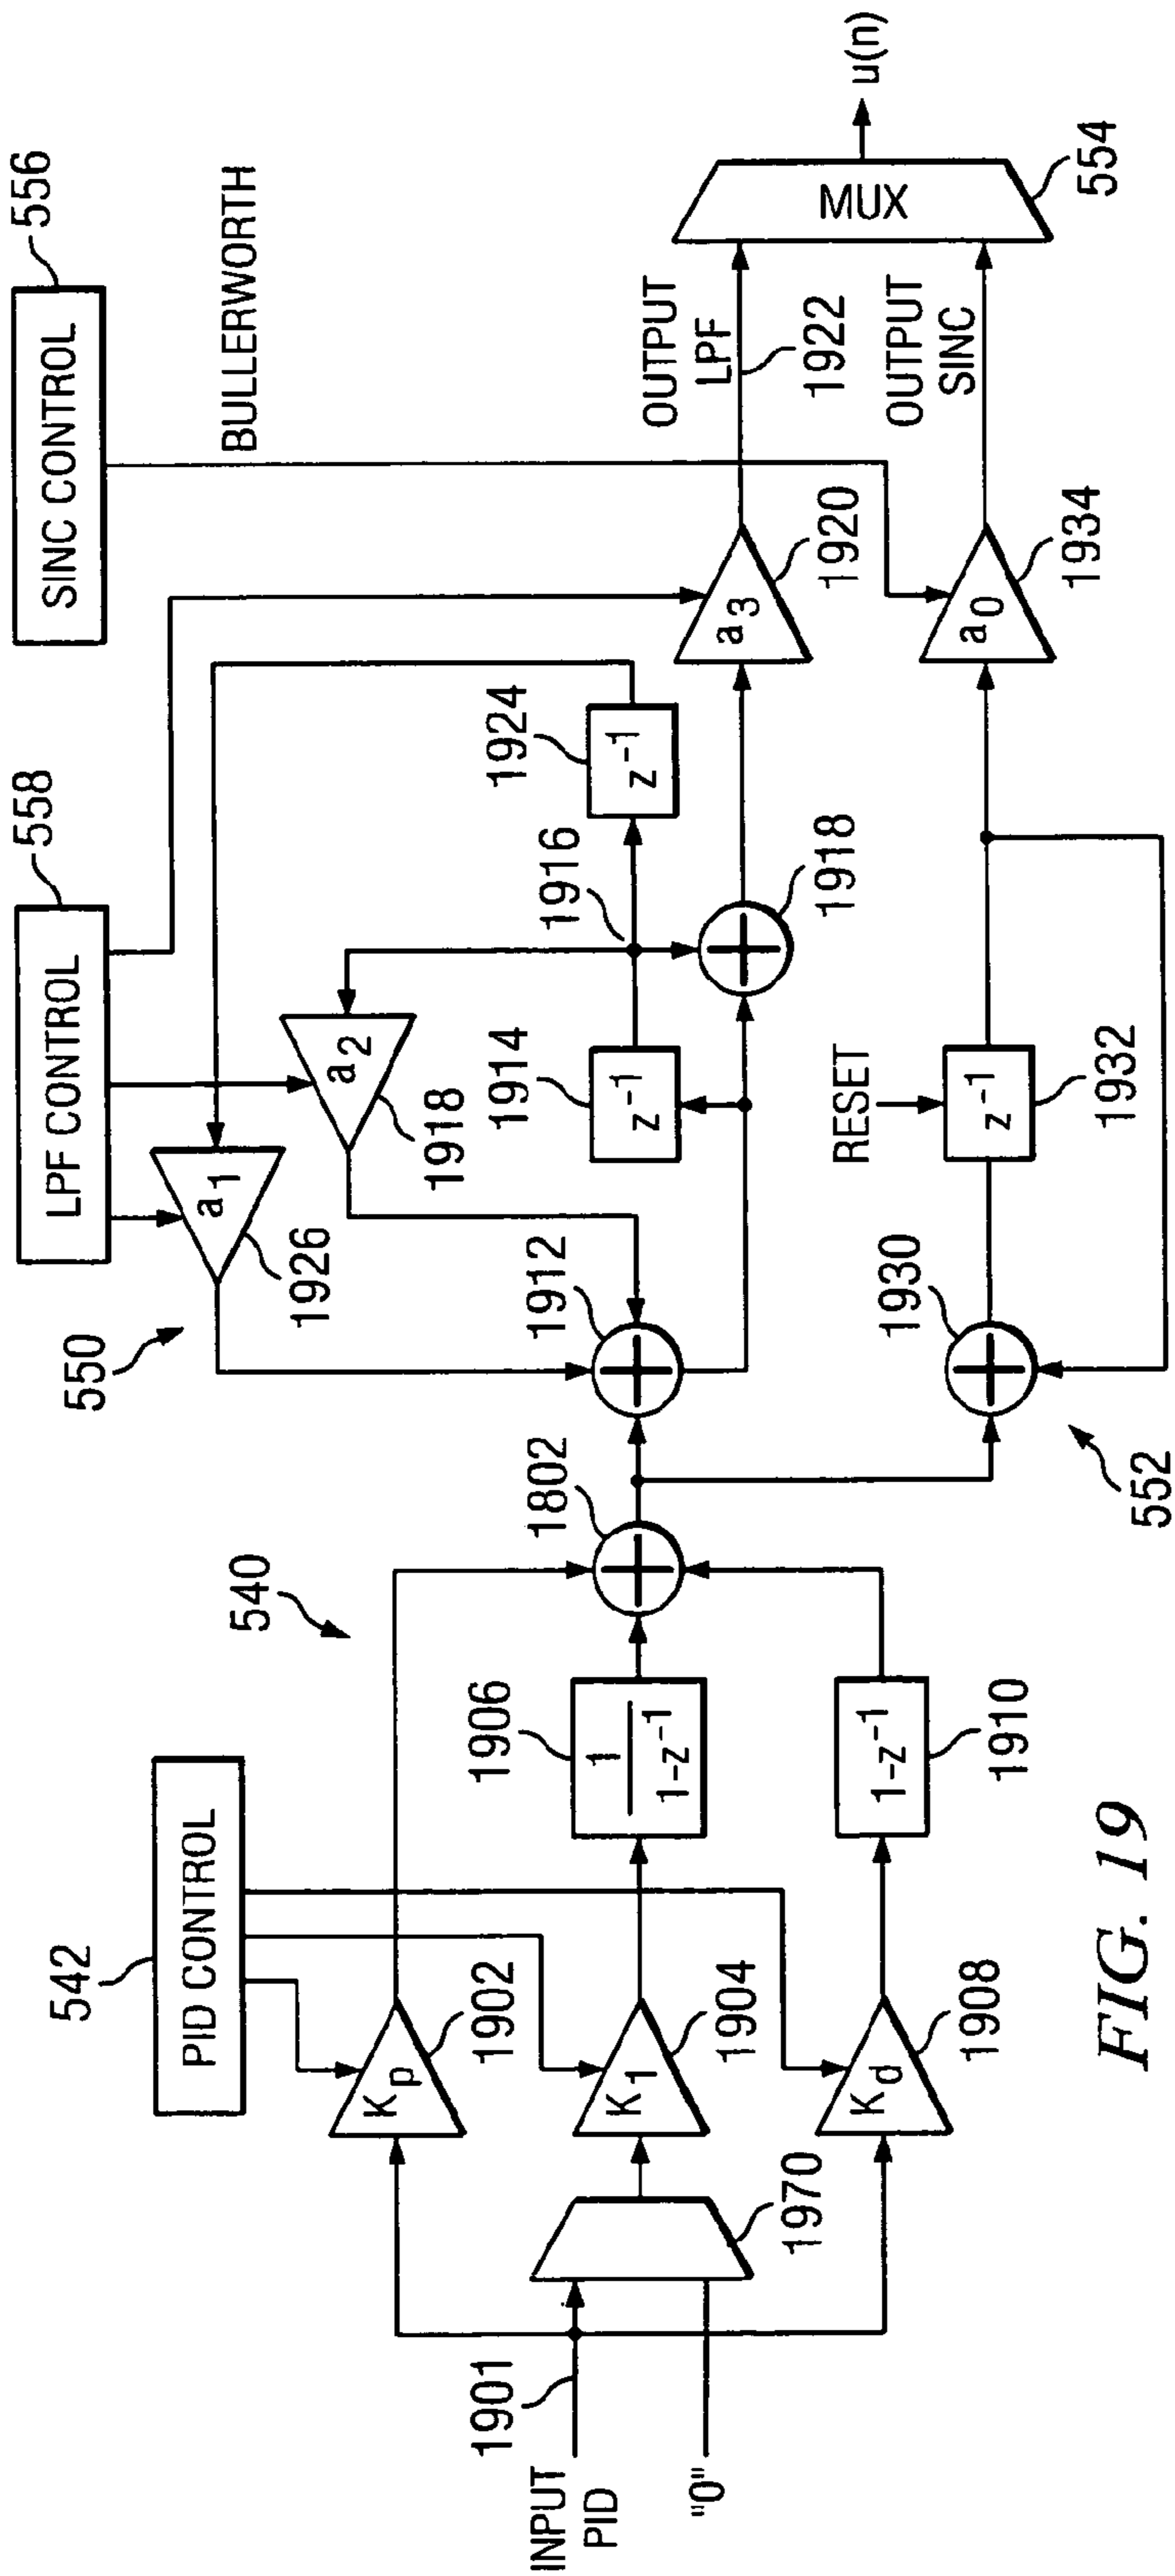 542
PID CONTROL
540
INPUT
PID
1901
"0"
1970
Kp
1902
K1
1904
Kd
1908
1
1-z-1
1906
1-z-1
1910
1802
550
558
LPF CONTROL
a1
1926
a2
1918
1912
z-1
1914
1916
z-1
1924
1918
a3
1920
556
SINC CONTROL
BULLERWORTH
OUTPUT
LPF
1922
552
1930
RESET
z-1
1932
a0
1934
OUTPUT
SINC
MUX
554
u(n)
FIG. 19